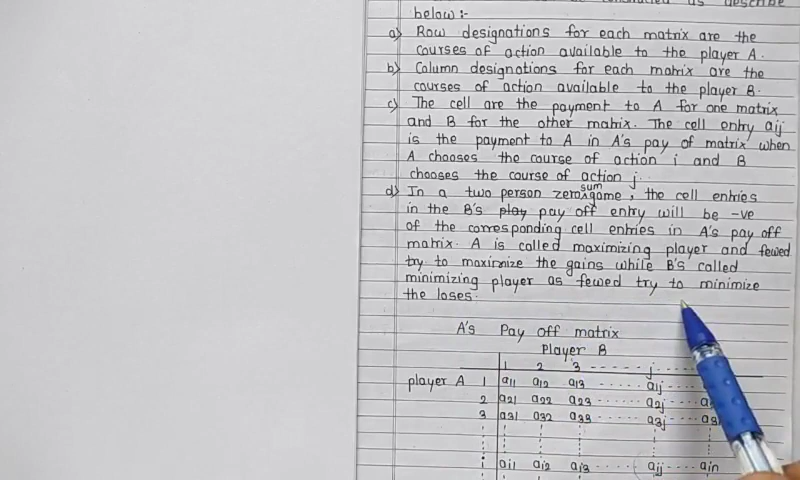 as describe
below :-
a) Row designations for each matrix are the
courses of action available to the player A.
b) Column designations for each matrix are the
courses of action available to the player B.
c) The cell are the payment to A for one matrix
and B for the other matrix. The cell entry aij
is the payment to A in A's pay of matrix when
A chooses the course of action i and B
chooses the course of action j.
d) In a two person zero sum game, the cell entries
in the B's play pay off entry will be -ve
of the corresponding cell entries in A's pay off
matrix. A is called maximizing player and fewed
try to maximize the gains while B's called
minimizing player as fewed try to minimize
the loses.
A's Pay off matrix
Player B
1 2 3 ------ j ----
player A 1 a11 a12 a13 ...... a1j ....
2 a21 a22 a23 ...... a2j ....
3 a31 a32 a33 ...... a3j ....
i ai1 ai2 ai3 ...... aij .... ain